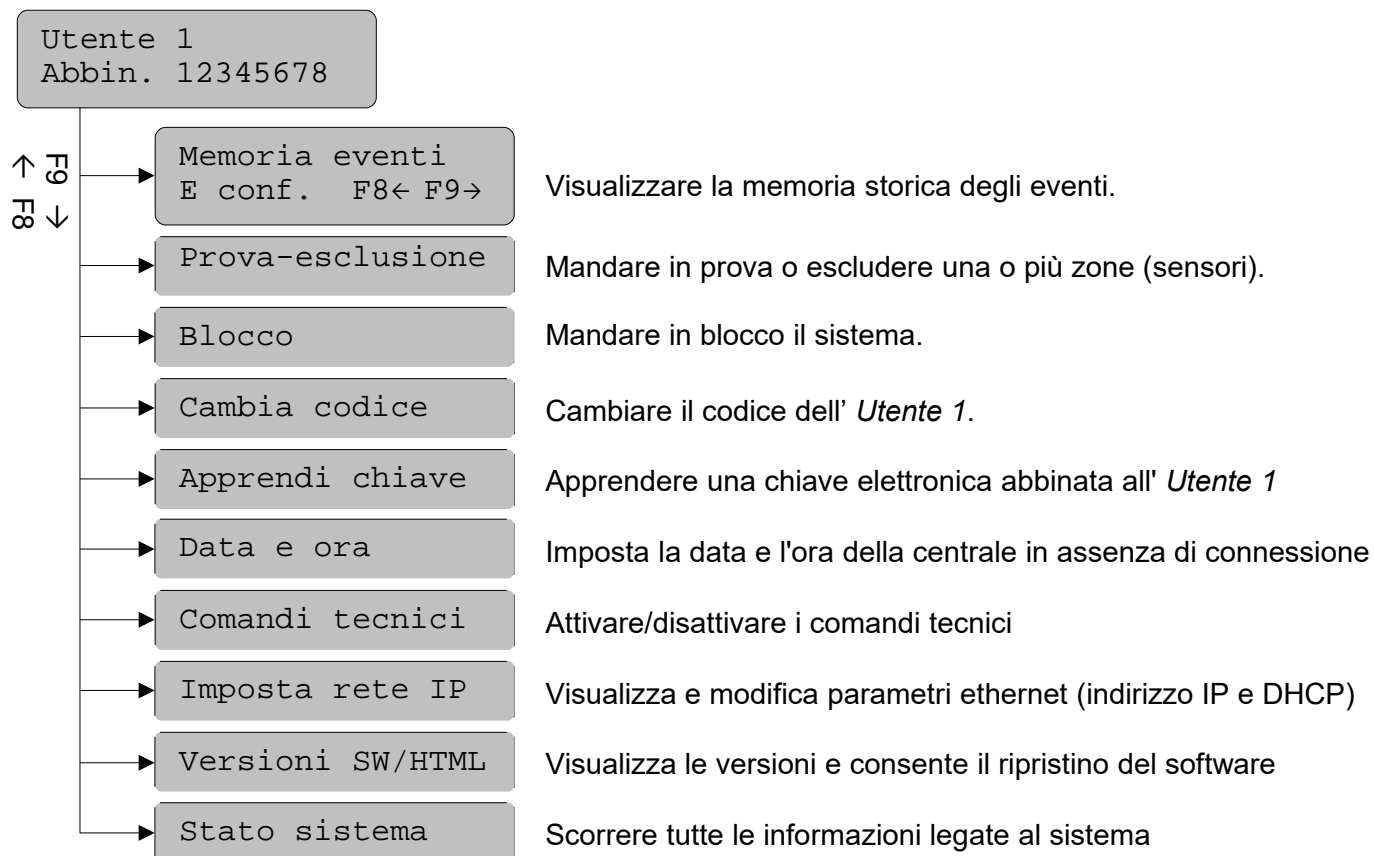 Utente 1
Abbin. 12345678
F9 →
← F8
Memoria eventi
E conf. F8← F9→
Visualizzare la memoria storica degli eventi.
Prova-esclusione
Mandare in prova o escludere una o più zone (sensori).
Blocco
Mandare in blocco il sistema.
Cambia codice
Cambiare il codice dell’ Utente 1.
Apprendi chiave
Apprendere una chiave elettronica abbinata all' Utente 1
Data e ora
Imposta la data e l'ora della centrale in assenza di connessione
Comandi tecnici
Attivare/disattivare i comandi tecnici
Imposta rete IP
Visualizza e modifica parametri ethernet (indirizzo IP e DHCP)
Versioni SW/HTML
Visualizza le versioni e consente il ripristino del software
Stato sistema
Scorrere tutte le informazioni legate al sistema